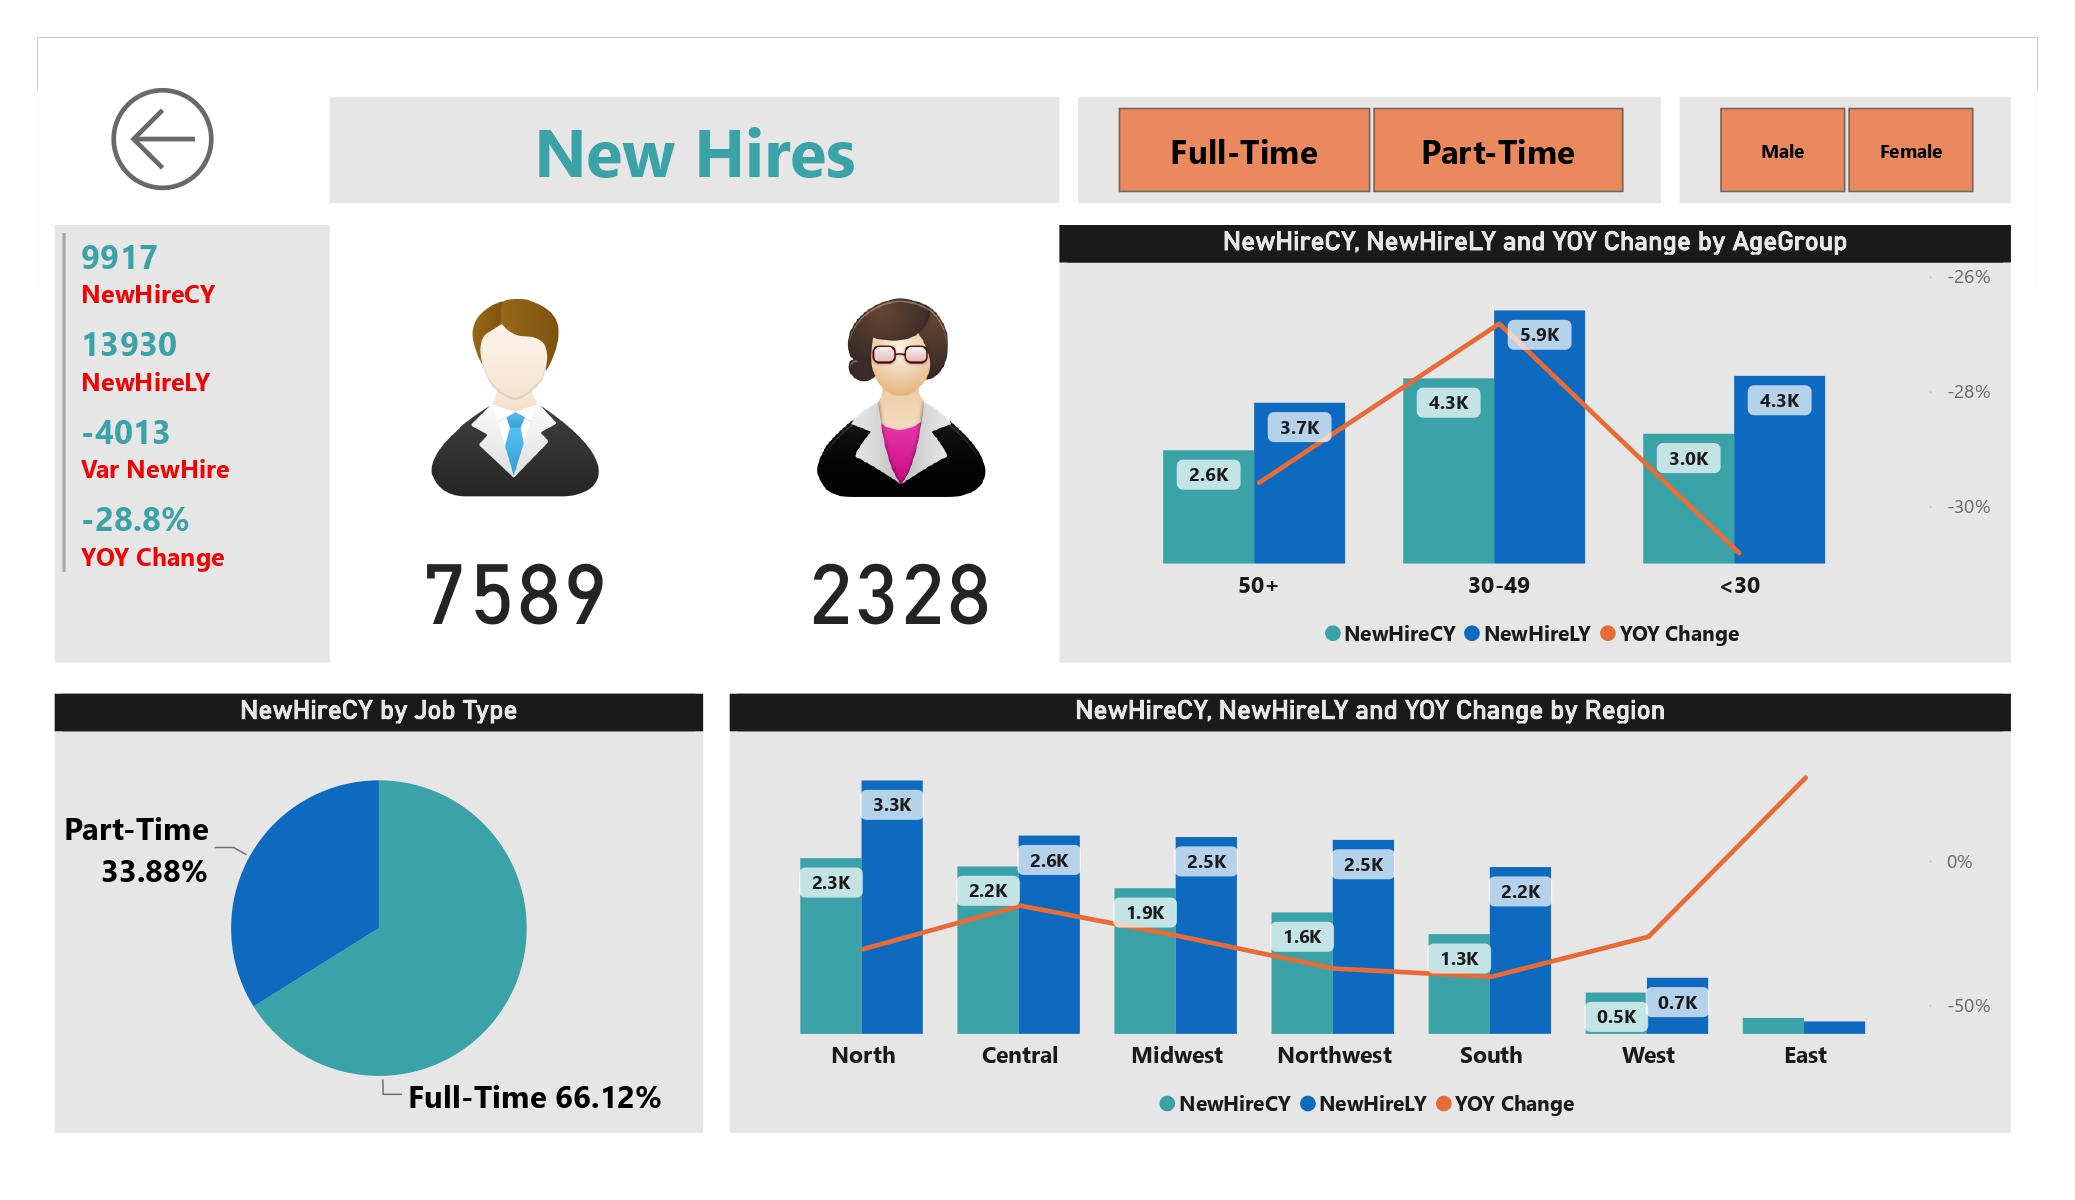 New Hires
Full-Time
Part-Time
Male
Female
9917
NewHireCY
13930
NewHireLY
-4013
Var NewHire
-28.8%
YOY Change
7589
2328
NewHireCY, NewHireLY and YOY Change by AgeGroup
-26%
-28%
-30%
2.6K
3.7K
4.3K
5.9K
3.0K
4.3K
50+
30-49
<30
NewHireCY
NewHireLY
YOY Change
NewHireCY by Job Type
Part-Time
33.88%
Full-Time 66.12%
NewHireCY, NewHireLY and YOY Change by Region
0%
-50%
2.3K
3.3K
2.2K
2.6K
1.9K
2.5K
1.6K
2.5K
1.3K
2.2K
0.5K
0.7K
North
Central
Midwest
Northwest
South
West
East
NewHireCY
NewHireLY
YOY Change